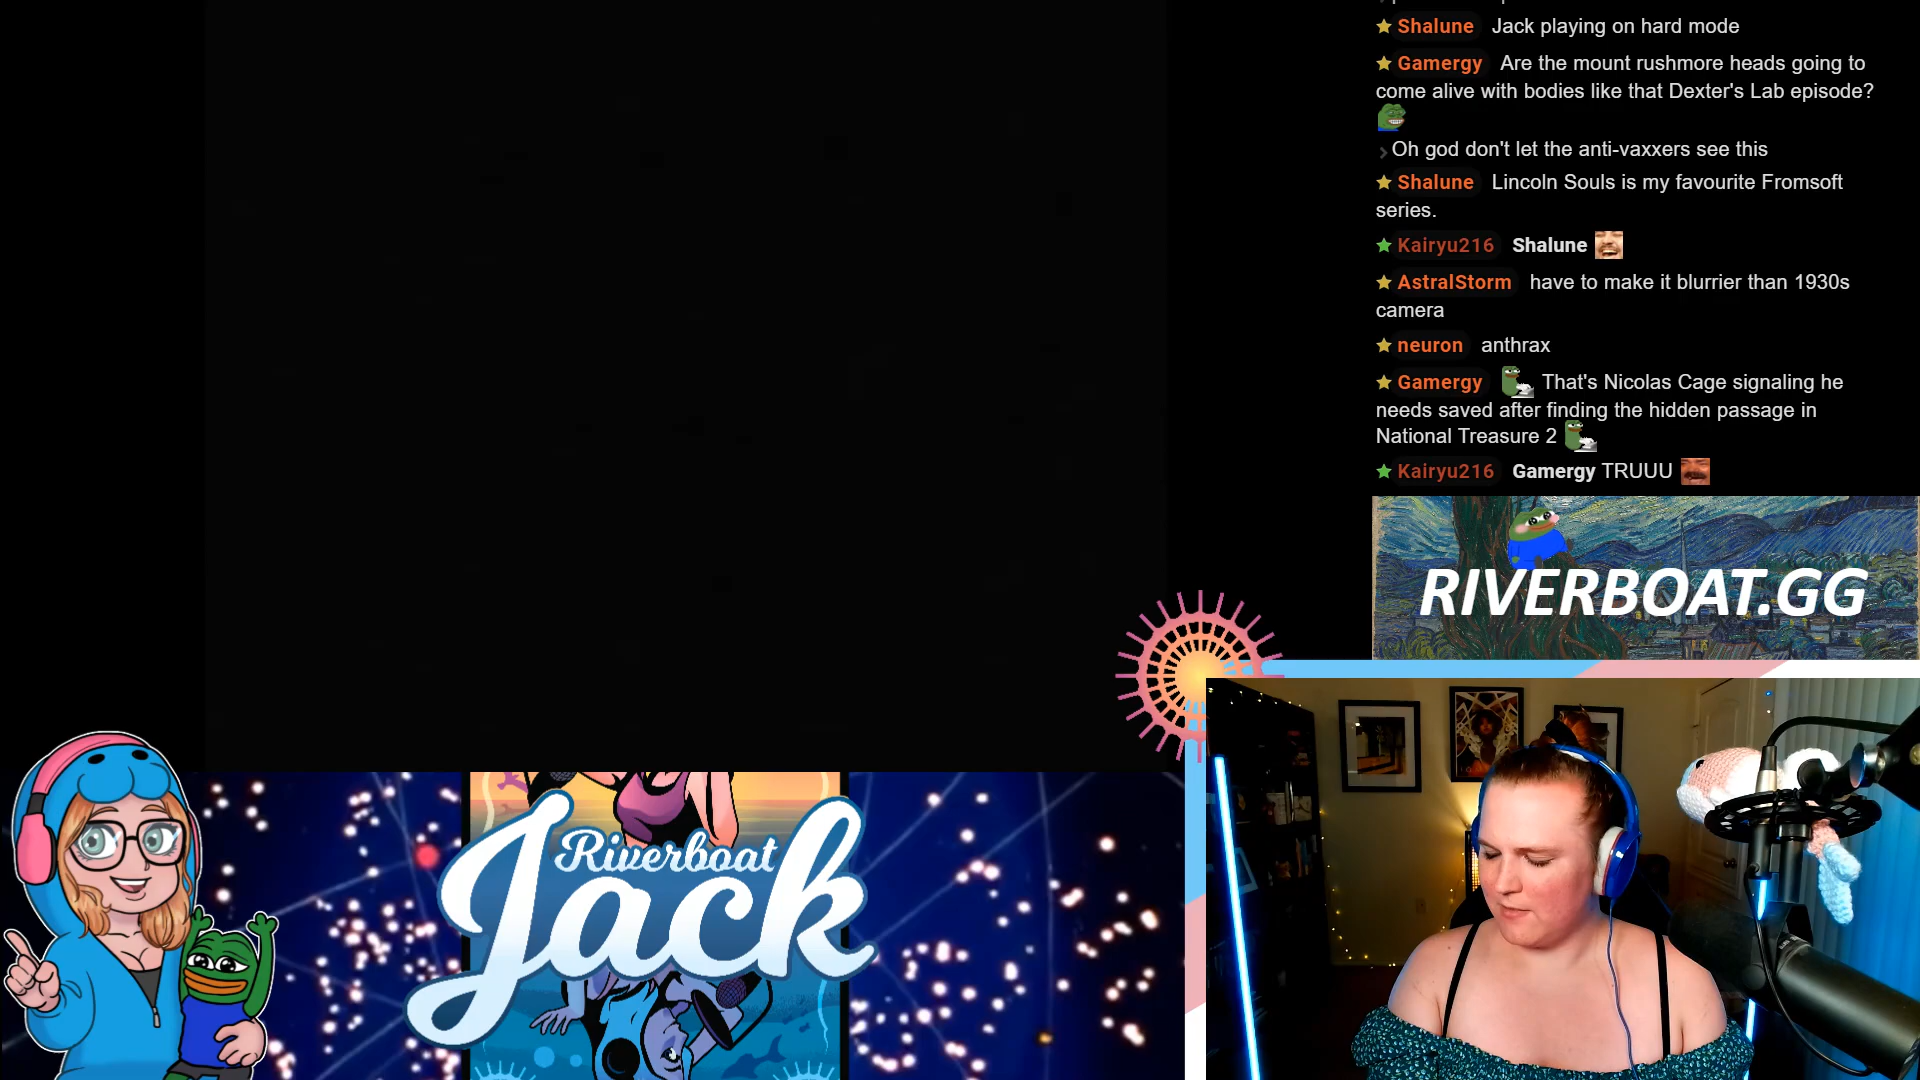 Shalune Jack playing on hard mode
Gamergy Are the mount rushmore heads going to
come alive with bodies like that Dexter's Lab episode?
Oh god don't let the anti-vaxxers see this
Shalune Lincoln Souls is my favourite Fromsoft
series.
Kairyu216 Shalune
AstralStorm have to make it blurrier than 1930s
camera
neuron anthrax
Gamergy That's Nicolas Cage signaling he
needs saved after finding the hidden passage in
National Treasure 2
Kairyu216 Gamergy TRUUU
RIVERBOAT.GG
Riverboat
Jack